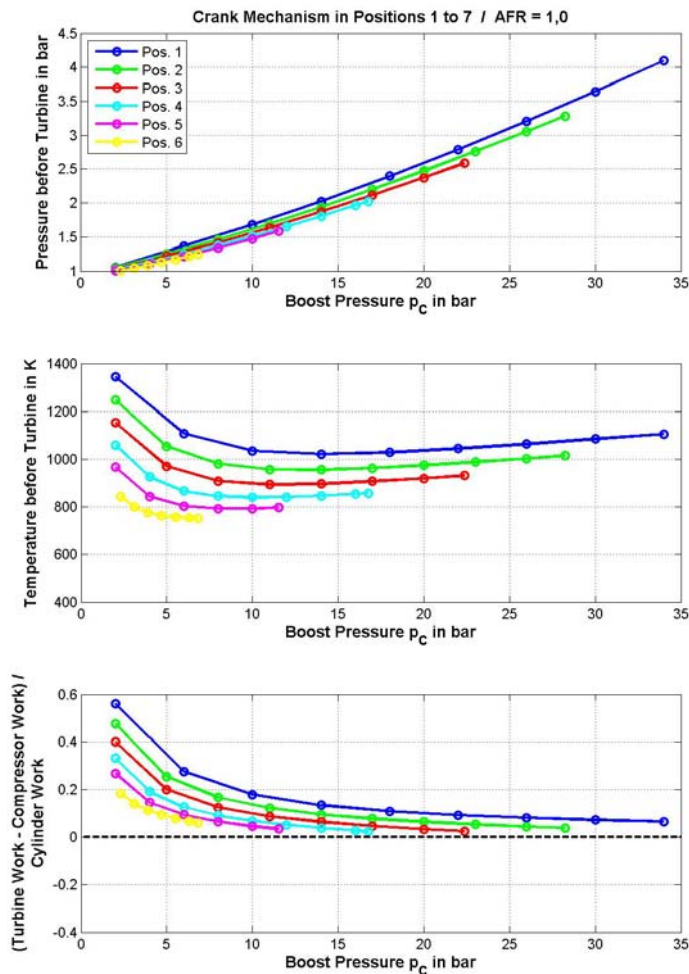 Crank Mechanism in Positions 1 to 7 / AFR = 1,0
Pressure before Turbine in bar
4.5
4
3.5
3
2.5
2
1.5
1
Pos. 1
Pos. 2
Pos. 3
Pos. 4
Pos. 5
Pos. 6
0 5 10 15 20 25 30 35
Boost Pressure pC in bar
Temperature before Turbine in K
1400
1200
1000
800
600
400
0 5 10 15 20 25 30 35
Boost Pressure pC in bar
(Turbine Work - Compressor Work) /
Cylinder Work
0.6
0.4
0.2
0
-0.2
-0.4
0 5 10 15 20 25 30 35
Boost Pressure pC in bar